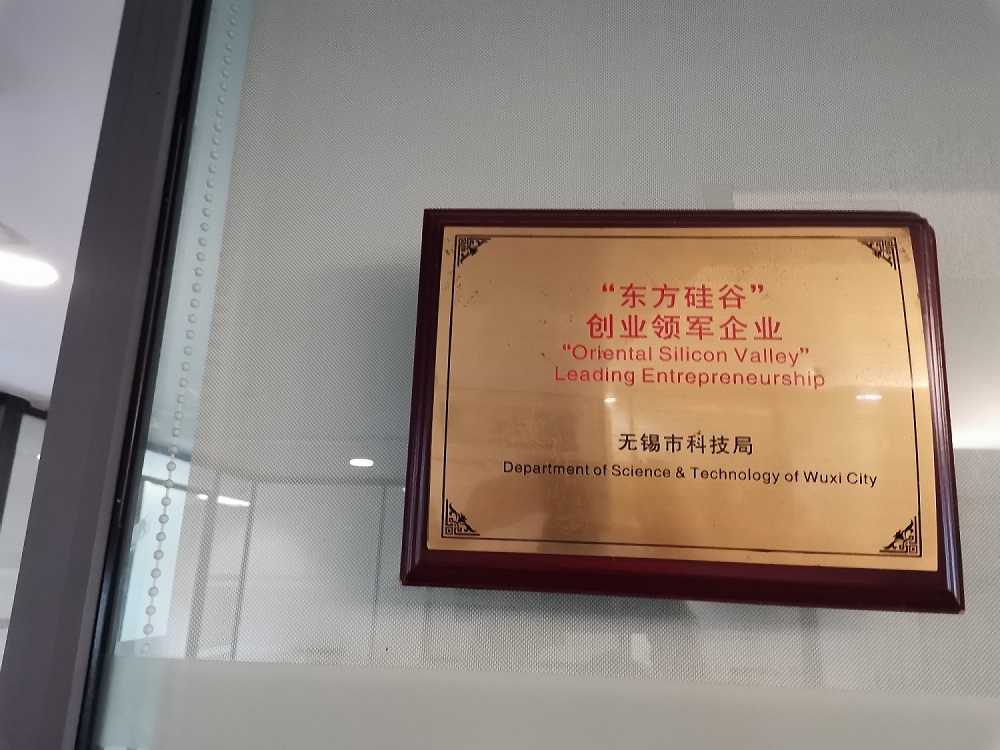 “东方硅谷”
创业领军企业
“Oriental Silicon Valley”
Leading Entrepreneurship
无锡市科技局
Department of Science & Technology of Wuxi City